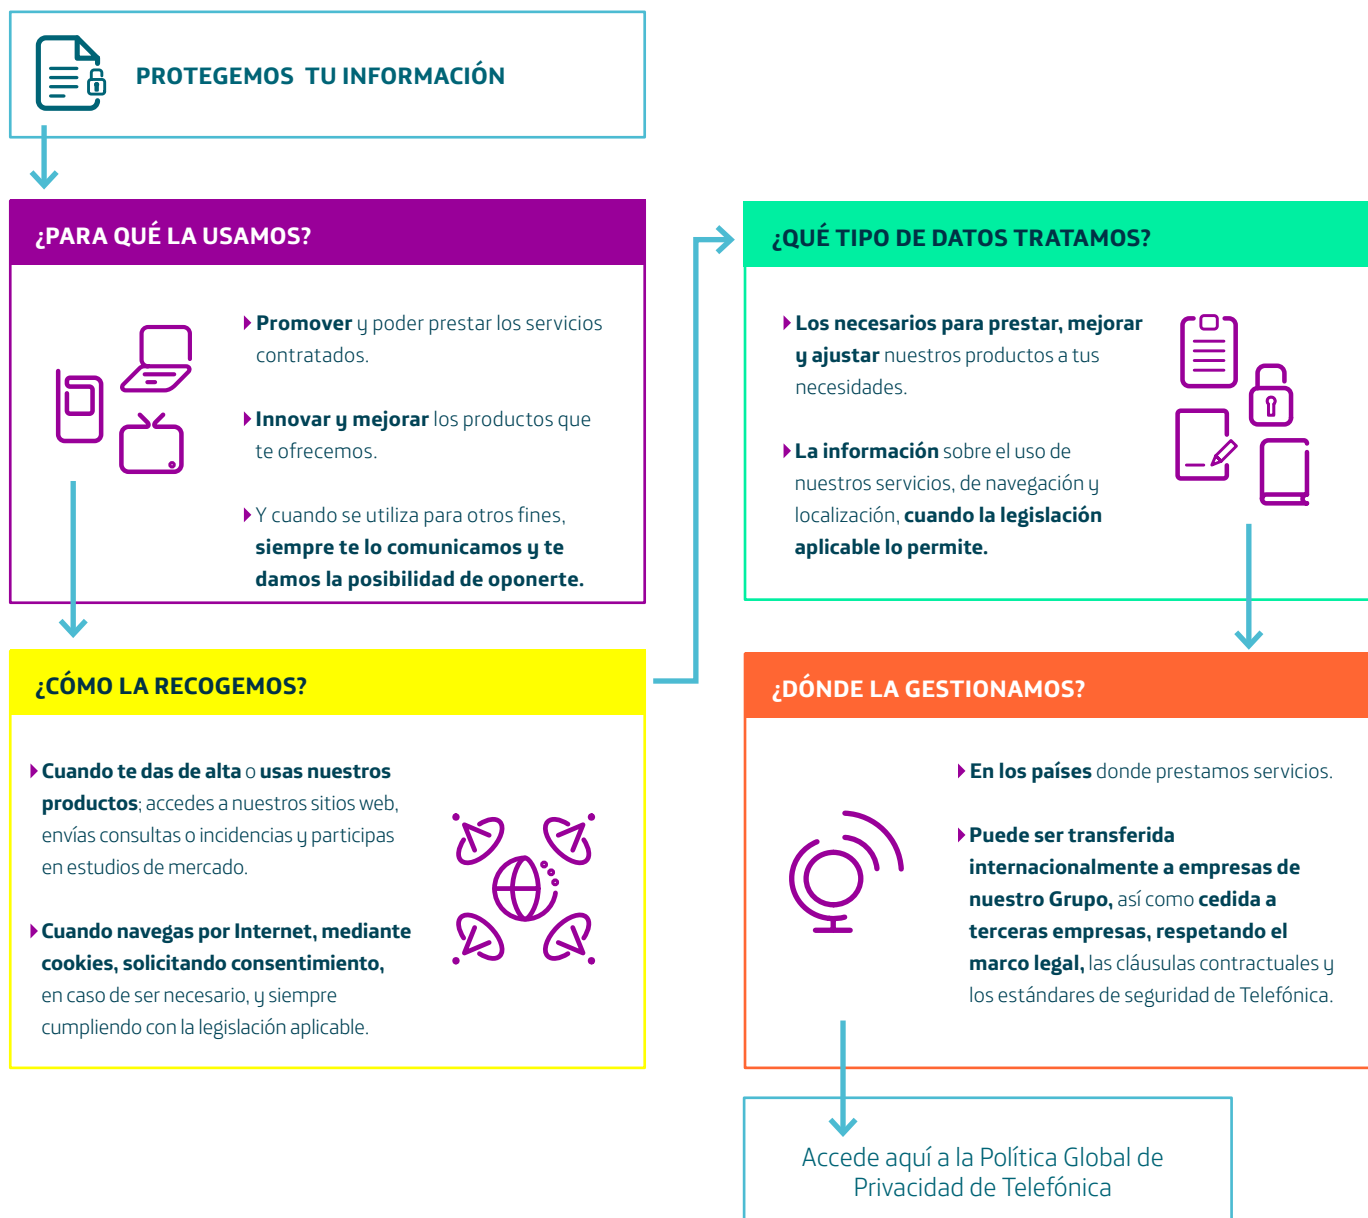 PROTEGEMOS TU INFORMACIÓN
¿PARA QUÉ LA USAMOS?
Promover y poder prestar los servicios
contratados.
Innovar y mejorar los productos que
te ofrecemos.
Y cuando se utiliza para otros fines,
siempre te lo comunicamos y te
damos la posibilidad de oponerte.
¿CÓMO LA RECOGEMOS?
Cuando te das de alta o usas nuestros
productos; accedes a nuestros sitios web,
envías consultas o incidencias y participas
en estudios de mercado.
Cuando navegas por Internet, mediante
cookies, solicitando consentimiento,
en caso de ser necesario, y siempre
cumpliendo con la legislación aplicable.
¿QUÉ TIPO DE DATOS TRATAMOS?
Los necesarios para prestar, mejorar
y ajustar nuestros productos a tus
necesidades.
La información sobre el uso de
nuestros servicios, de navegación y
localización, cuando la legislación
aplicable lo permite.
¿DÓNDE LA GESTIONAMOS?
En los países donde prestamos servicios.
Puede ser transferida
internacionalmente a empresas de
nuestro Grupo, así como cedida a
terceras empresas, respetando el
marco legal, las cláusulas contractuales y
los estándares de seguridad de Telefónica.
Accede aquí a la Política Global de
Privacidad de Telefónica